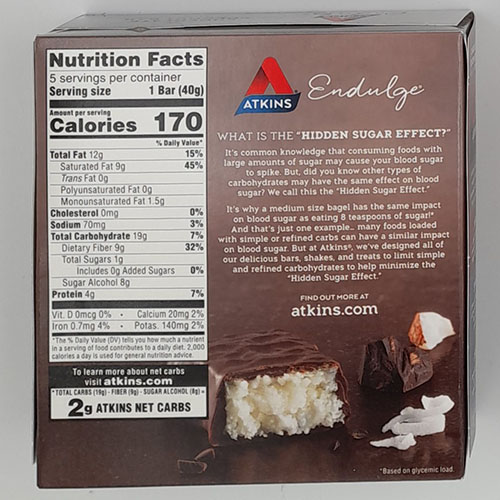 Nutrition Facts
5 servings per container
Serving size 1 Bar (40g)
Amount per serving
Calories 170
% Daily Value*
Total Fat 12g 15%
Saturated Fat 9g 45%
Trans Fat 0g
Polyunsaturated Fat 0g
Monounsaturated Fat 1.5g
Cholesterol 0mg 0%
Sodium 70mg 3%
Total Carbohydrate 19g 7%
Dietary Fiber 9g 32%
Total Sugars 1g
Includes 0g Added Sugars 0%
Sugar Alcohol 8g
Protein 4g 7%
Vit. D 0mcg 0% • Calcium 20mg 2%
Iron 0.7mg 4% • Potas. 140mg 2%
*The % Daily Value (DV) tells you how much a nutrient
in a serving of food contributes to a daily diet. 2,000
calories a day is used for general nutrition advice.
To learn more about net carbs
visit atkins.com
*TOTAL CARBS (19g) - FIBER (9g) - SUGAR ALCOHOL (8g) =
2g ATKINS NET CARBS
ATKINS Endulge
WHAT IS THE "HIDDEN SUGAR EFFECT?"
It's common knowledge that consuming foods with
large amounts of sugar may cause your blood sugar
to spike. But, did you know other types of
carbohydrates may have the same effect on blood
sugar? We call this the "Hidden Sugar Effect."
It's why a medium size bagel has the same impact
on blood sugar as eating 8 teaspoons of sugar!*
And that's just one example... many foods loaded
with simple or refined carbs can have a similar impact
on blood sugar. But at Atkins®, we've designed all of
our delicious bars, shakes, and treats to limit simple
and refined carbohydrates to help minimize the
"Hidden Sugar Effect."
FIND OUT MORE AT
atkins.com
*Based on glycemic load.